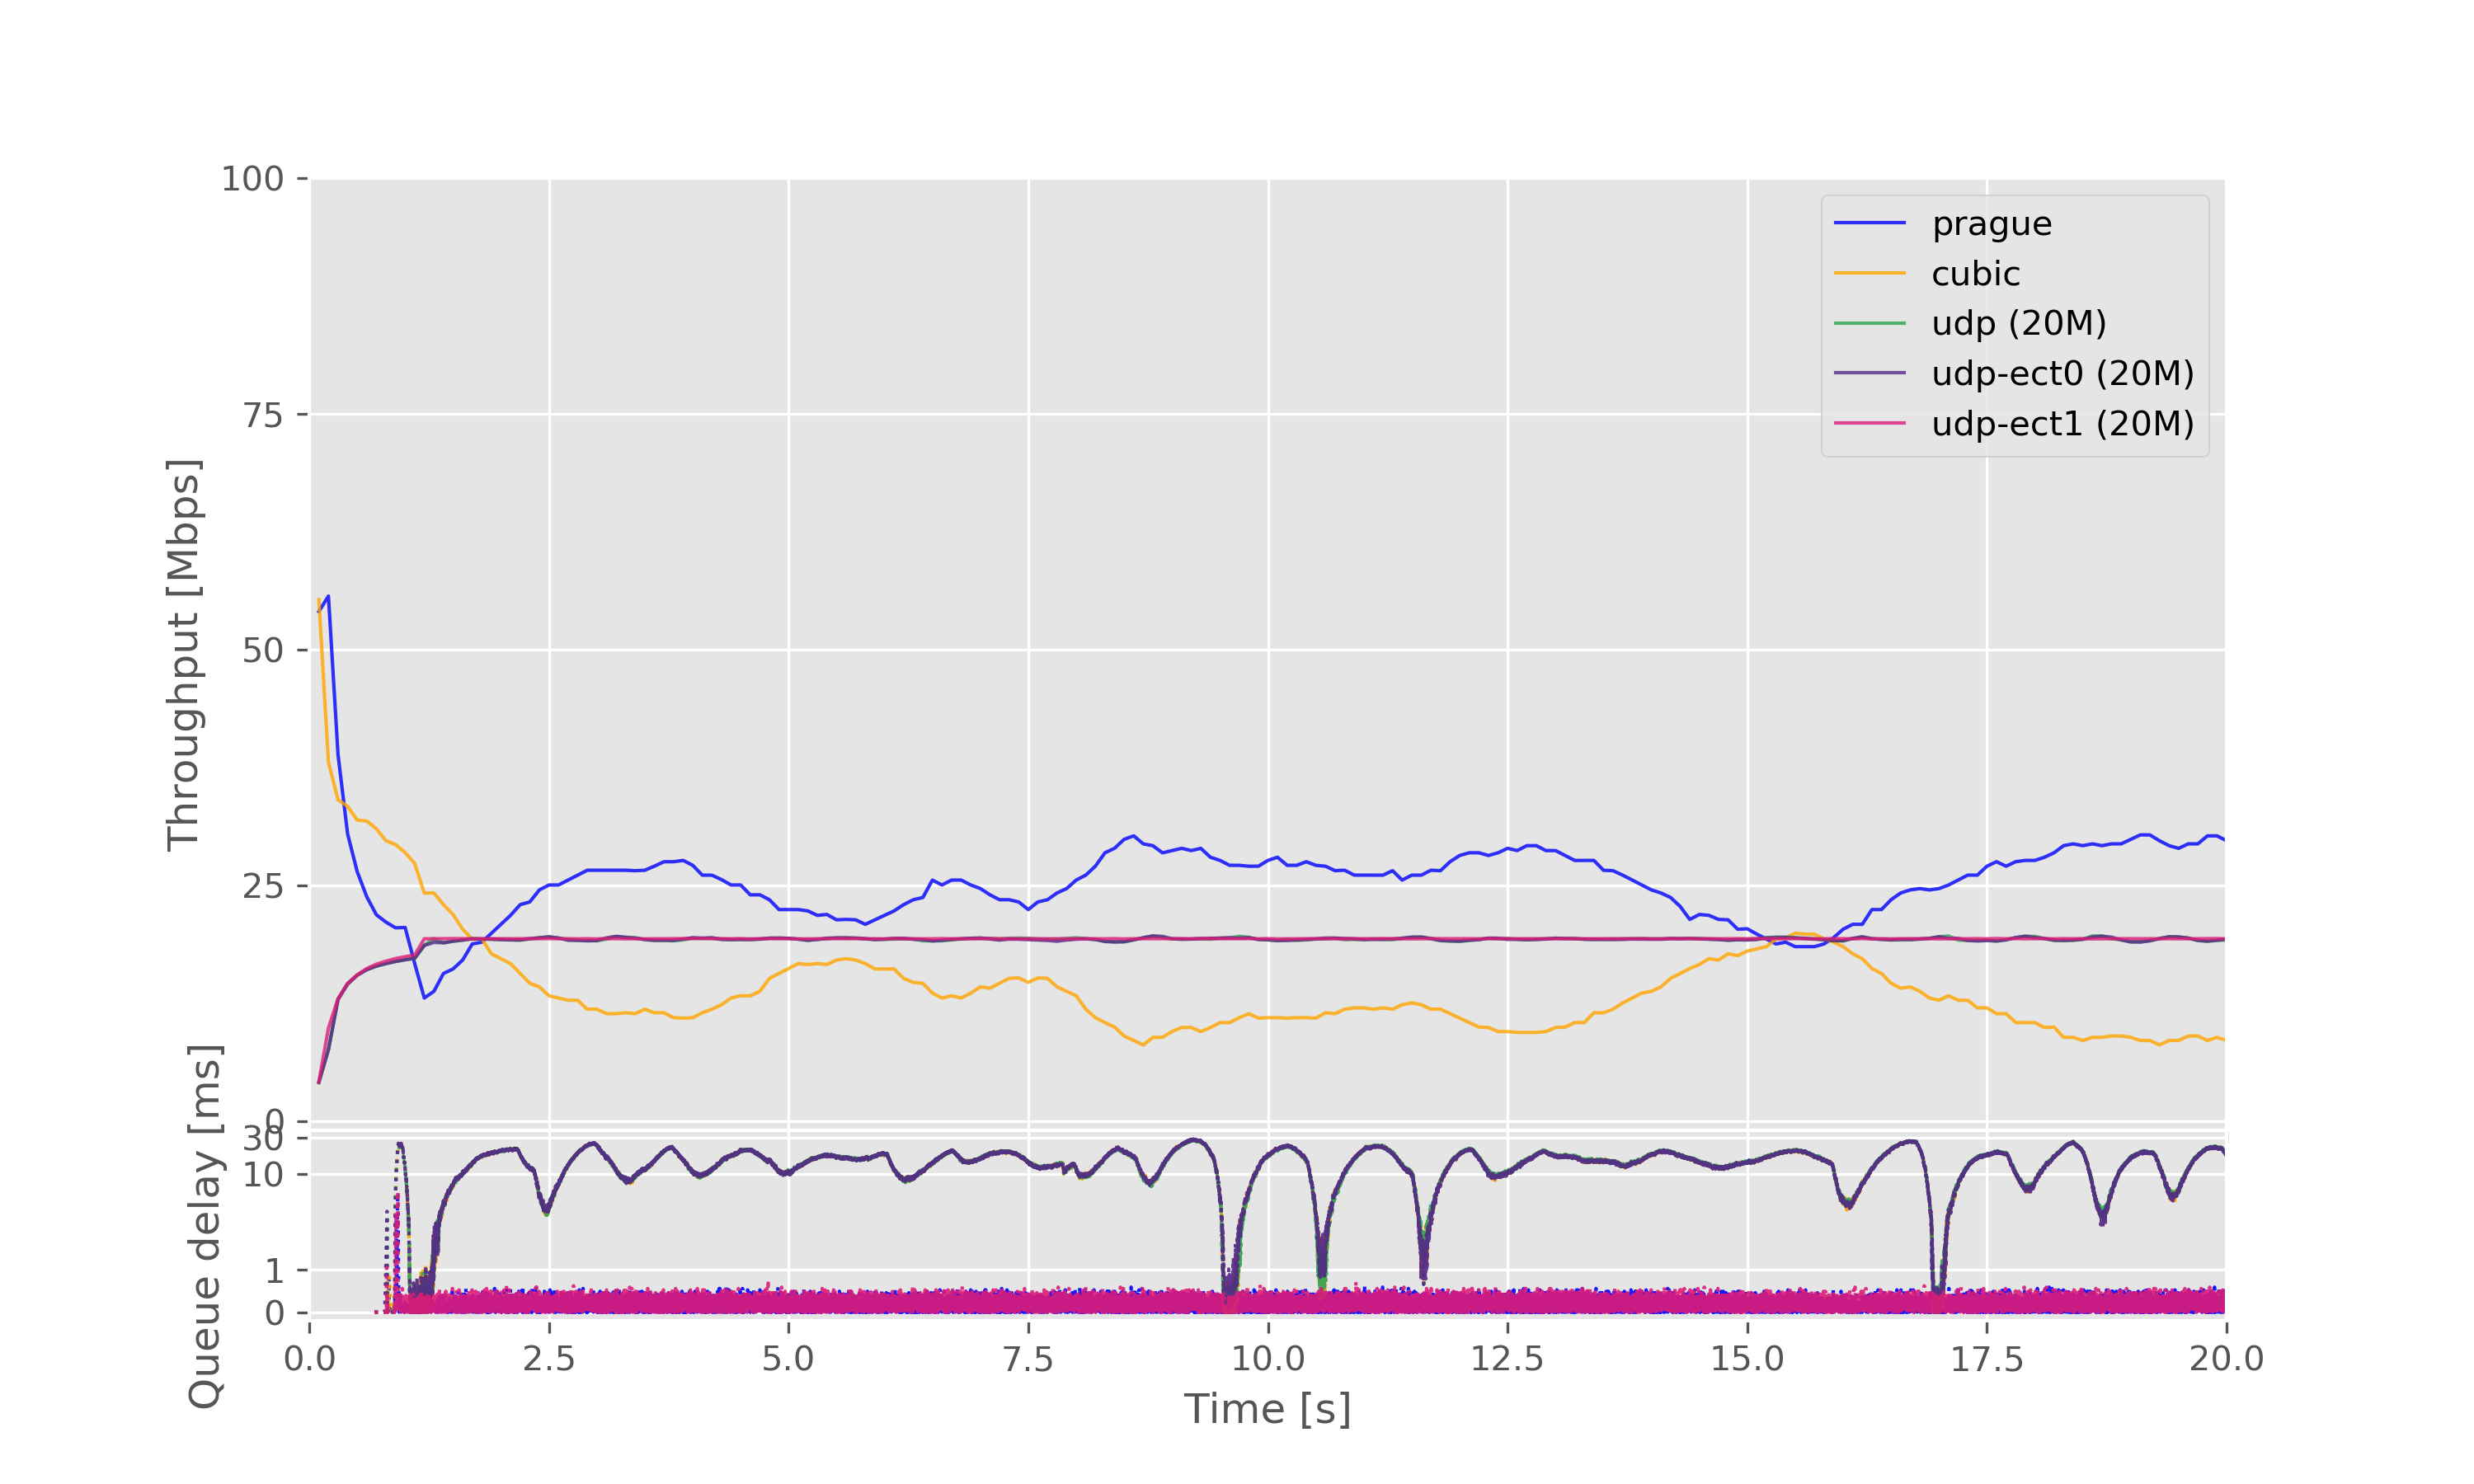 100
75
50
25
0
Throughput [Mbps]
prague
cubic
udp (20M)
udp-ect0 (20M)
udp-ect1 (20M)
30
10
1
0
Queue delay [ms]
0.0 2.5 5.0 7.5 10.0 12.5 15.0 17.5 20.0
Time [s]